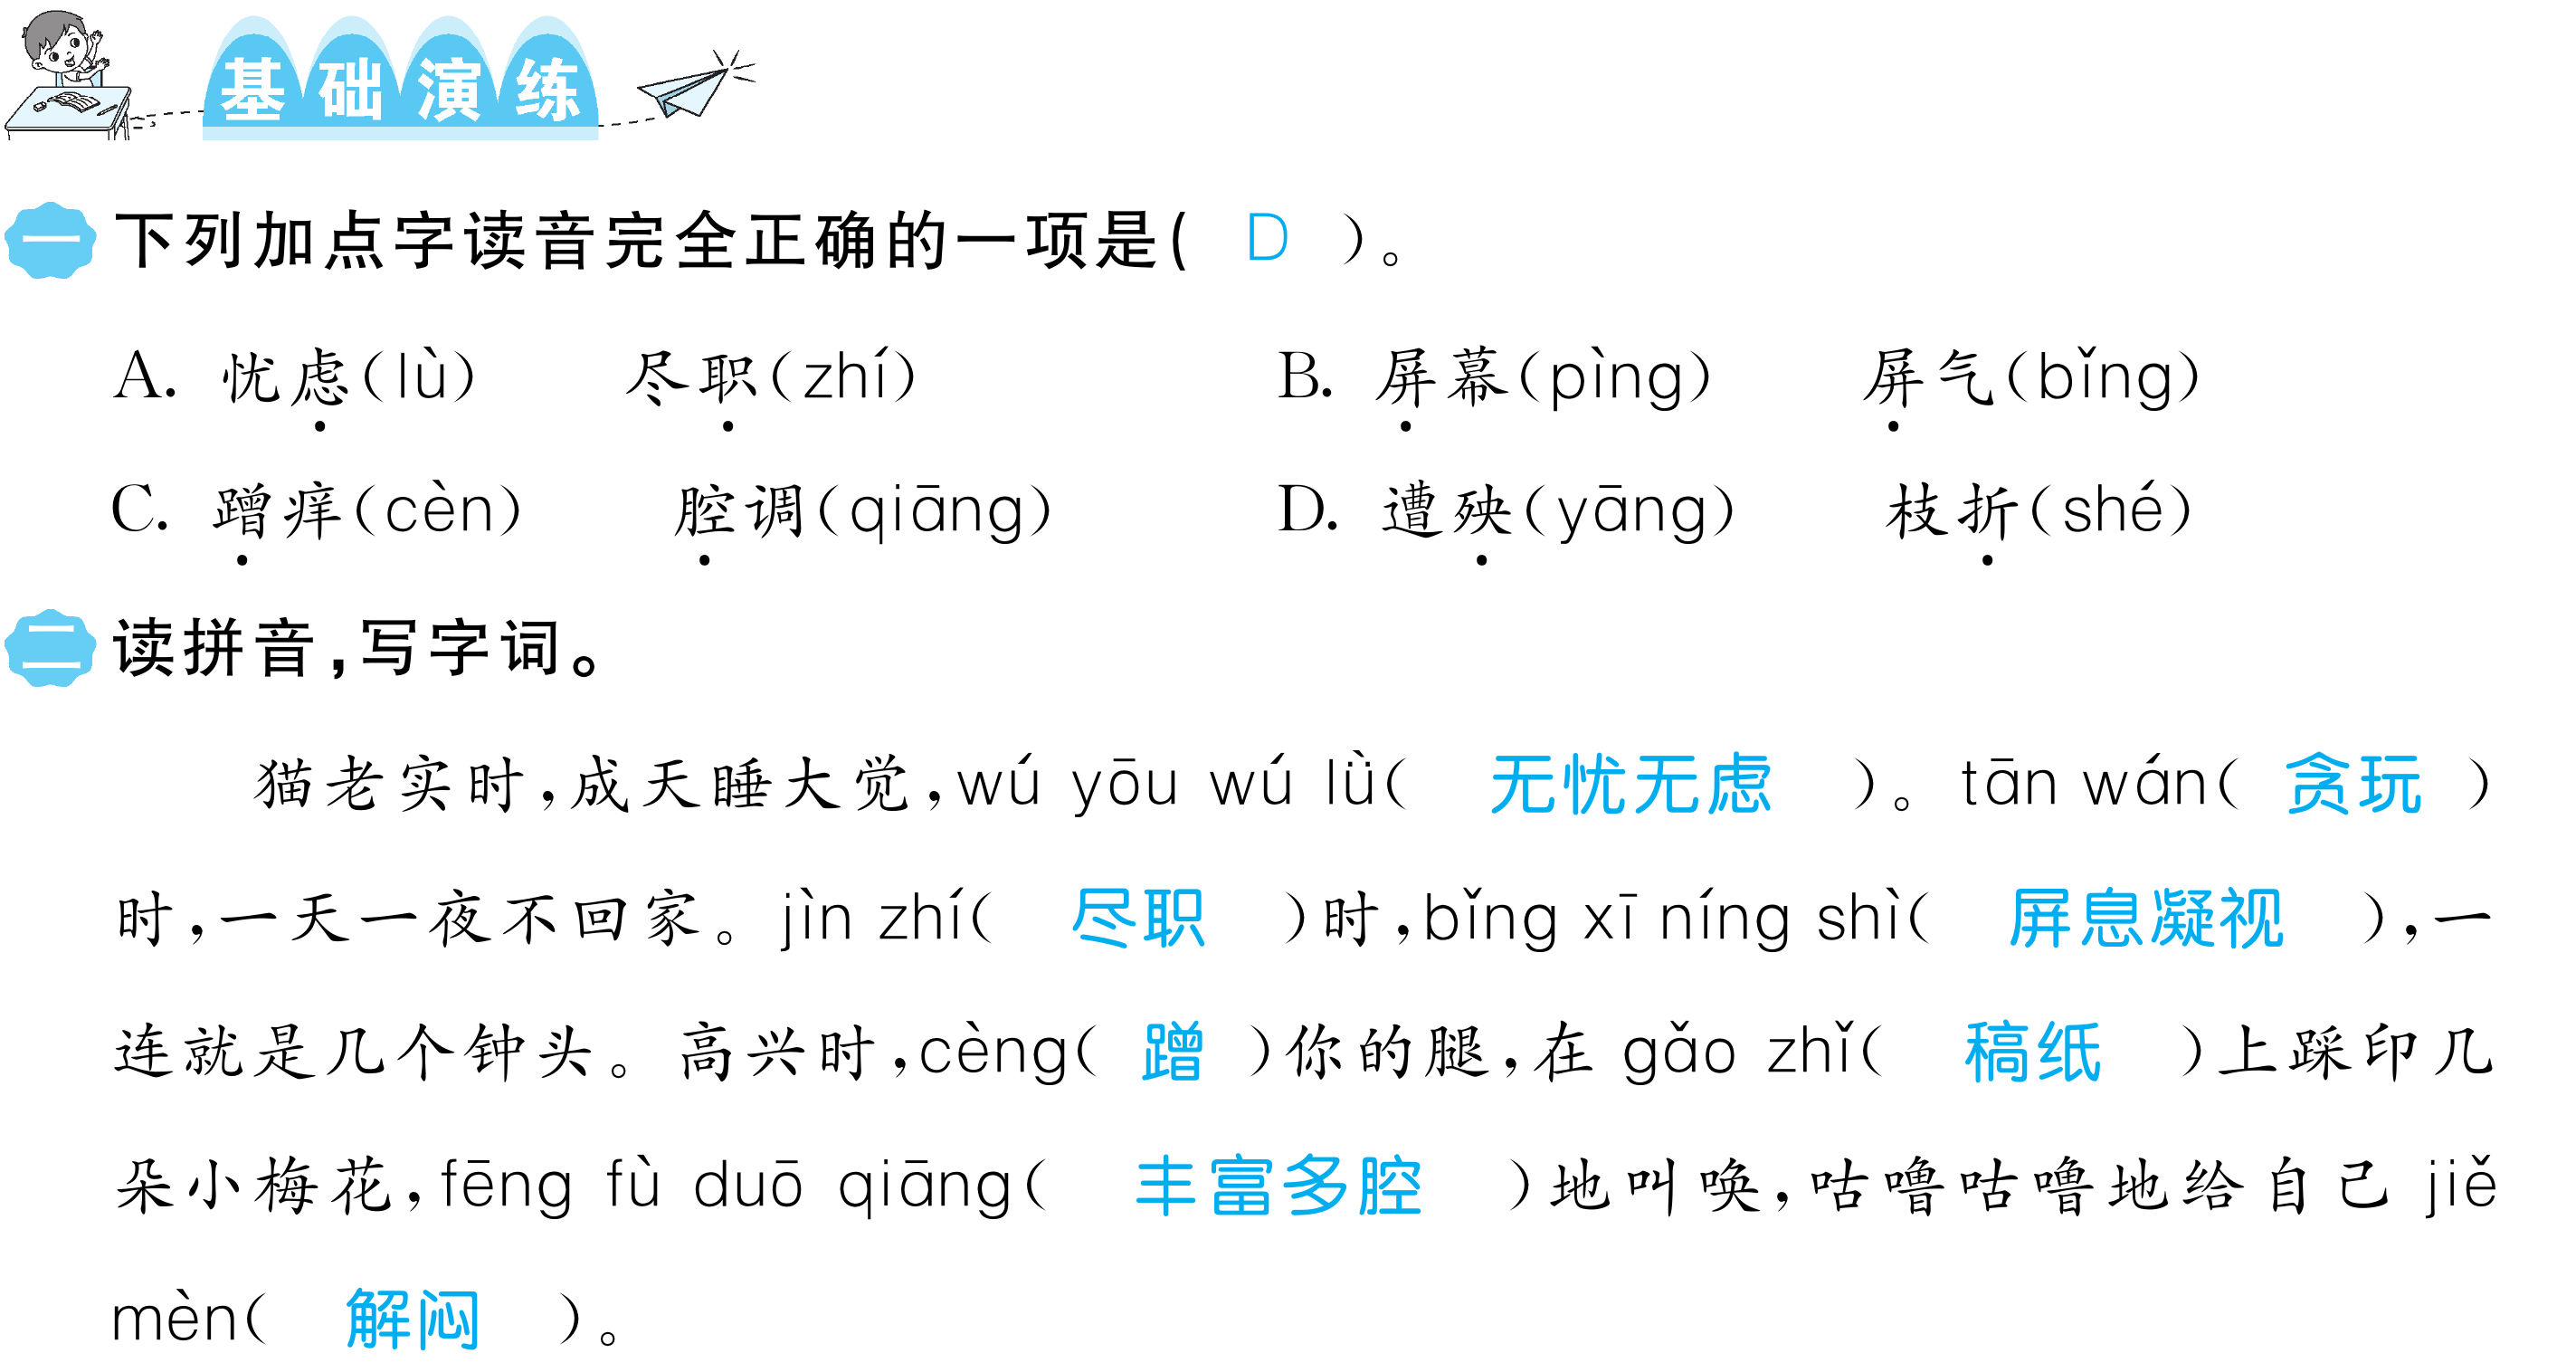 基础演练
一 下列加点字读音完全正确的一项是( D )。
A. 忧虑(lù) 尽职(zhí) B. 屏幕(pìng) 屏气(bǐng)
C. 蹭痒(cèn) 腔调(qiāng) D. 遭殃(yāng) 枝折(shé)
二 读拼音,写字词。
猫老实时,成天睡大觉,wú yōu wú lǜ( 无忧无虑 )。tān wán( 贪玩 )
时,一天一夜不回家。jìn zhí( 尽职 )时,bǐng xī níng shì( 屏息凝视 ),一
连就是几个钟头。高兴时,cèng( 蹭 )你的腿,在 gǎo zhǐ( 稿纸 )上踩印几
朵小梅花,fēng fù duō qiāng( 丰富多腔 )地叫唤,咕噜咕噜地给自己 jiě
mèn( 解闷 )。